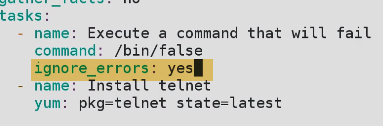 gather_facts: no
tasks:
  - name: Execute a command that will fail
    command: /bin/false
    ignore_errors: yes
  - name: Install telnet
    yum: pkg=telnet state=latest